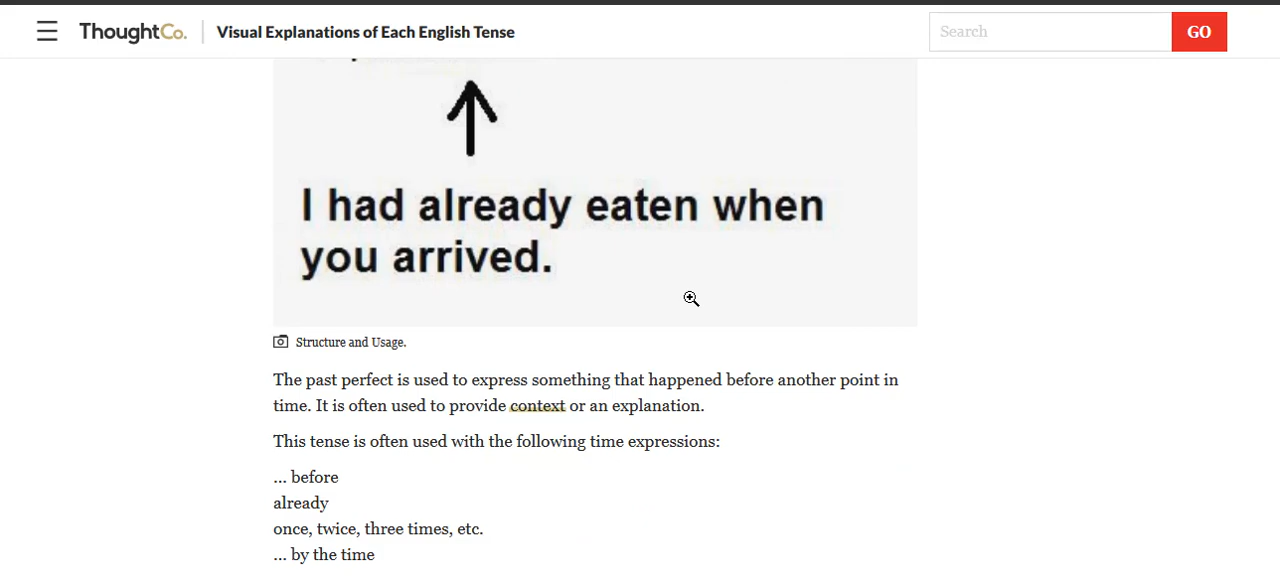 ThoughtCo.
Visual Explanations of Each English Tense
Search
GO
I had already eaten when
you arrived.
Structure and Usage.
The past perfect is used to express something that happened before another point in
time. It is often used to provide context or an explanation.
This tense is often used with the following time expressions:
... before
already
once, twice, three times, etc.
... by the time